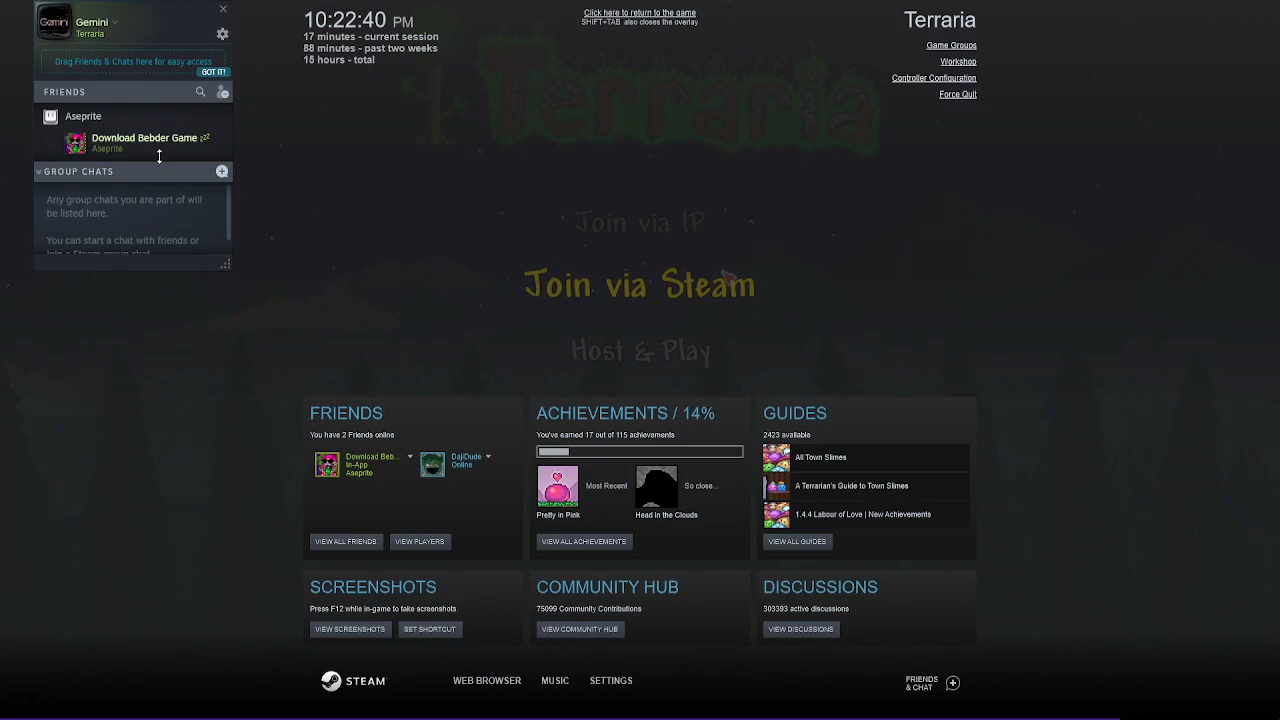 Gemini
Gemini
Terraria
Drag Friends & Chats here for easy access
GOT IT!
FRIENDS
Aseprite
Download Bebder Game zzz
Aseprite
GROUP CHATS
Any group chats you are part of will
be listed here.
You can start a chat with friends or
join a Steam group chat.
10:22:40 PM
17 minutes - current session
88 minutes - past two weeks
15 hours - total
Click here to return to the game
SHIFT+TAB also closes the overlay
Terraria
Game Groups
Workshop
Controller Configuration
Force Quit
Terraria
Join via IP
Join via Steam
Host & Play
FRIENDS
You have 2 Friends online
Download Beb...
In-App
Aseprite
DajiDude
Online
VIEW ALL FRIENDS
VIEW PLAYERS
ACHIEVEMENTS / 14%
You've earned 17 out of 115 achievements
Most Recent
So close...
Pretty in Pink
Head in the Clouds
VIEW ALL ACHIEVEMENTS
GUIDES
2423 available
All Town Slimes
A Terrarian's Guide to Town Slimes
1.4.4 Labour of Love | New Achievements
VIEW ALL GUIDES
SCREENSHOTS
Press F12 while in-game to take screenshots.
VIEW SCREENSHOTS
SET SHORTCUT
COMMUNITY HUB
75099 Community Contributions
VIEW COMMUNITY HUB
DISCUSSIONS
303393 active discussions
VIEW DISCUSSIONS
STEAM
WEB BROWSER
MUSIC
SETTINGS
FRIENDS
& CHAT